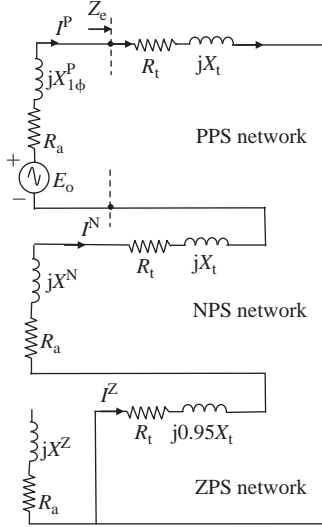 I^P
Z_e
R_t
jX_t
jX^P_1ϕ
R_a
PPS network
+
E_o
−
I^N
R_t
jX_t
jX^N
NPS network
R_a
I^Z
R_t
j0.95X_t
jX^Z
R_a
ZPS network